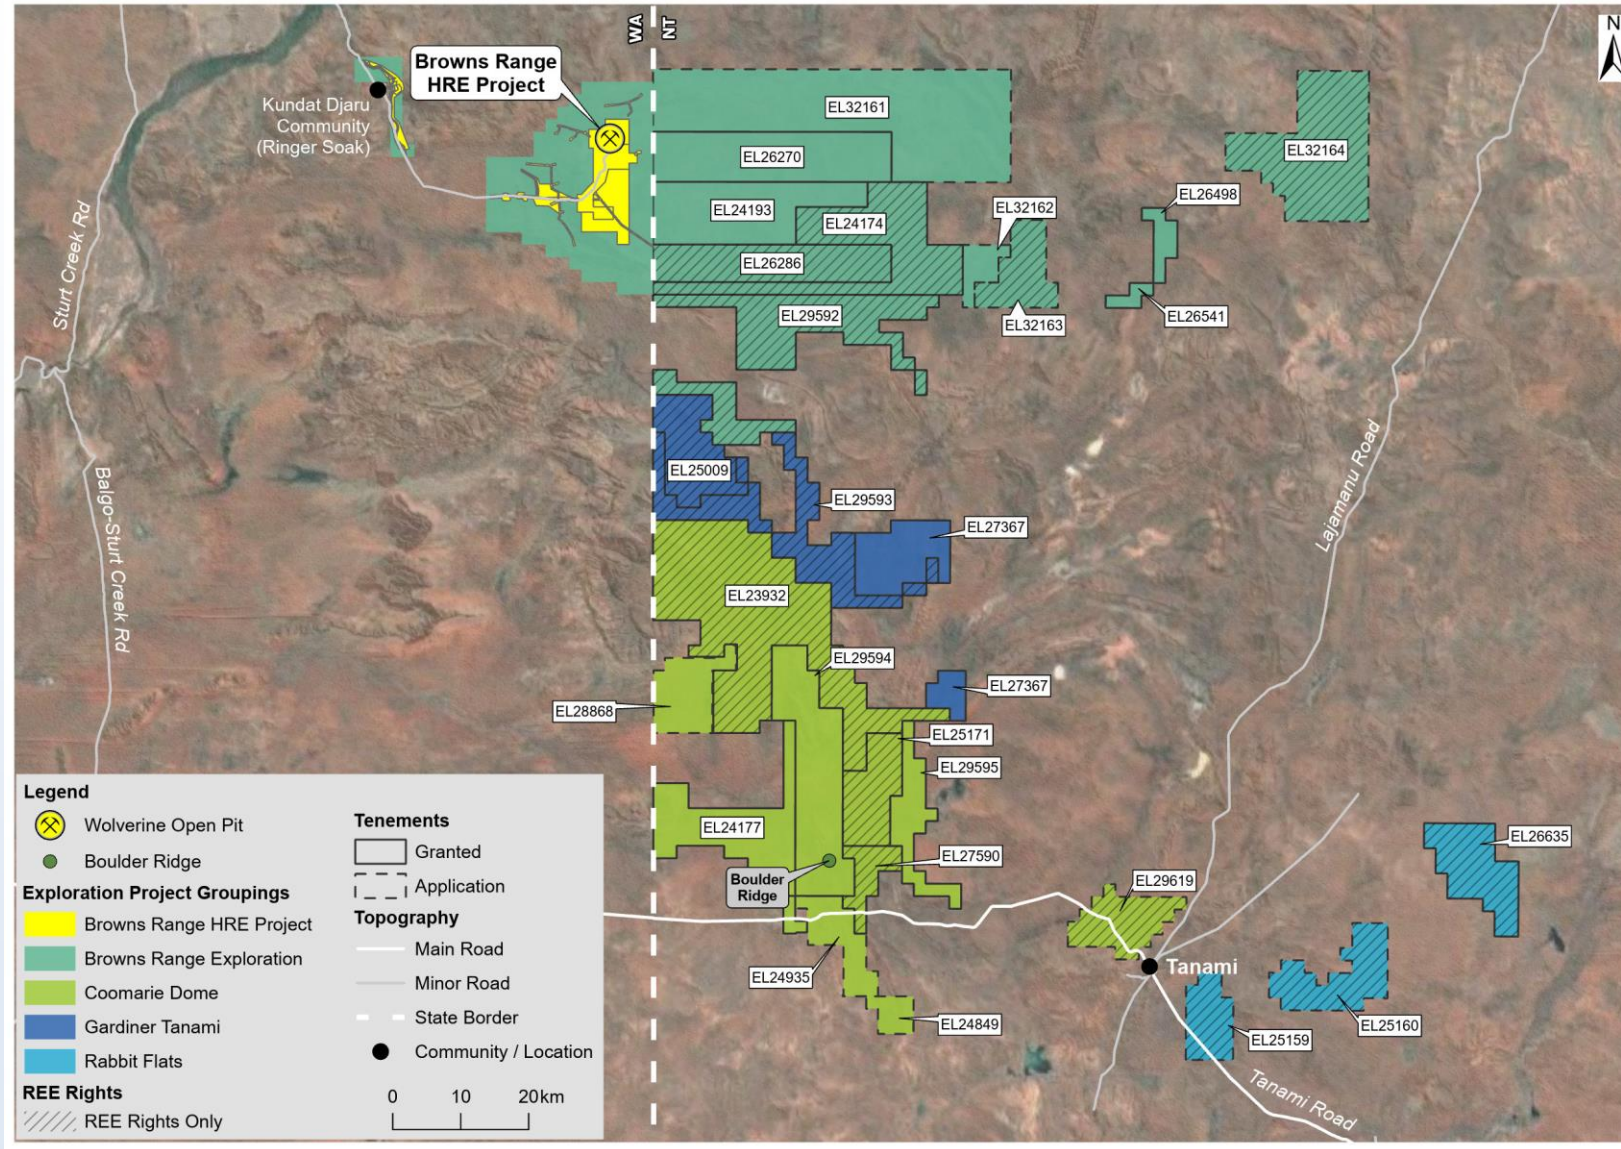 WA
NT
N
Browns Range
HRE Project
Kundat Djaru
Community
(Ringer Soak)
EL32161
EL26270
EL32164
EL26498
EL24193
EL32162
EL24174
EL26286
EL26541
EL29592
EL32163
Sturt Creek Rd
Balgo-Sturt Creek Rd
Lajamanu Road
EL25009
EL29593
EL27367
EL23932
EL29594
EL27367
EL28868
EL25171
EL29595
EL24177
EL26635
EL27590
Boulder
Ridge
EL29619
Tanami
EL24935
EL24849
EL25160
EL25159
Tanami Road
Legend
Wolverine Open Pit
Boulder Ridge
Exploration Project Groupings
Browns Range HRE Project
Browns Range Exploration
Coomarie Dome
Gardiner Tanami
Rabbit Flats
REE Rights
REE Rights Only
Tenements
Granted
Application
Topography
Main Road
Minor Road
State Border
Community / Location
0 10 20km